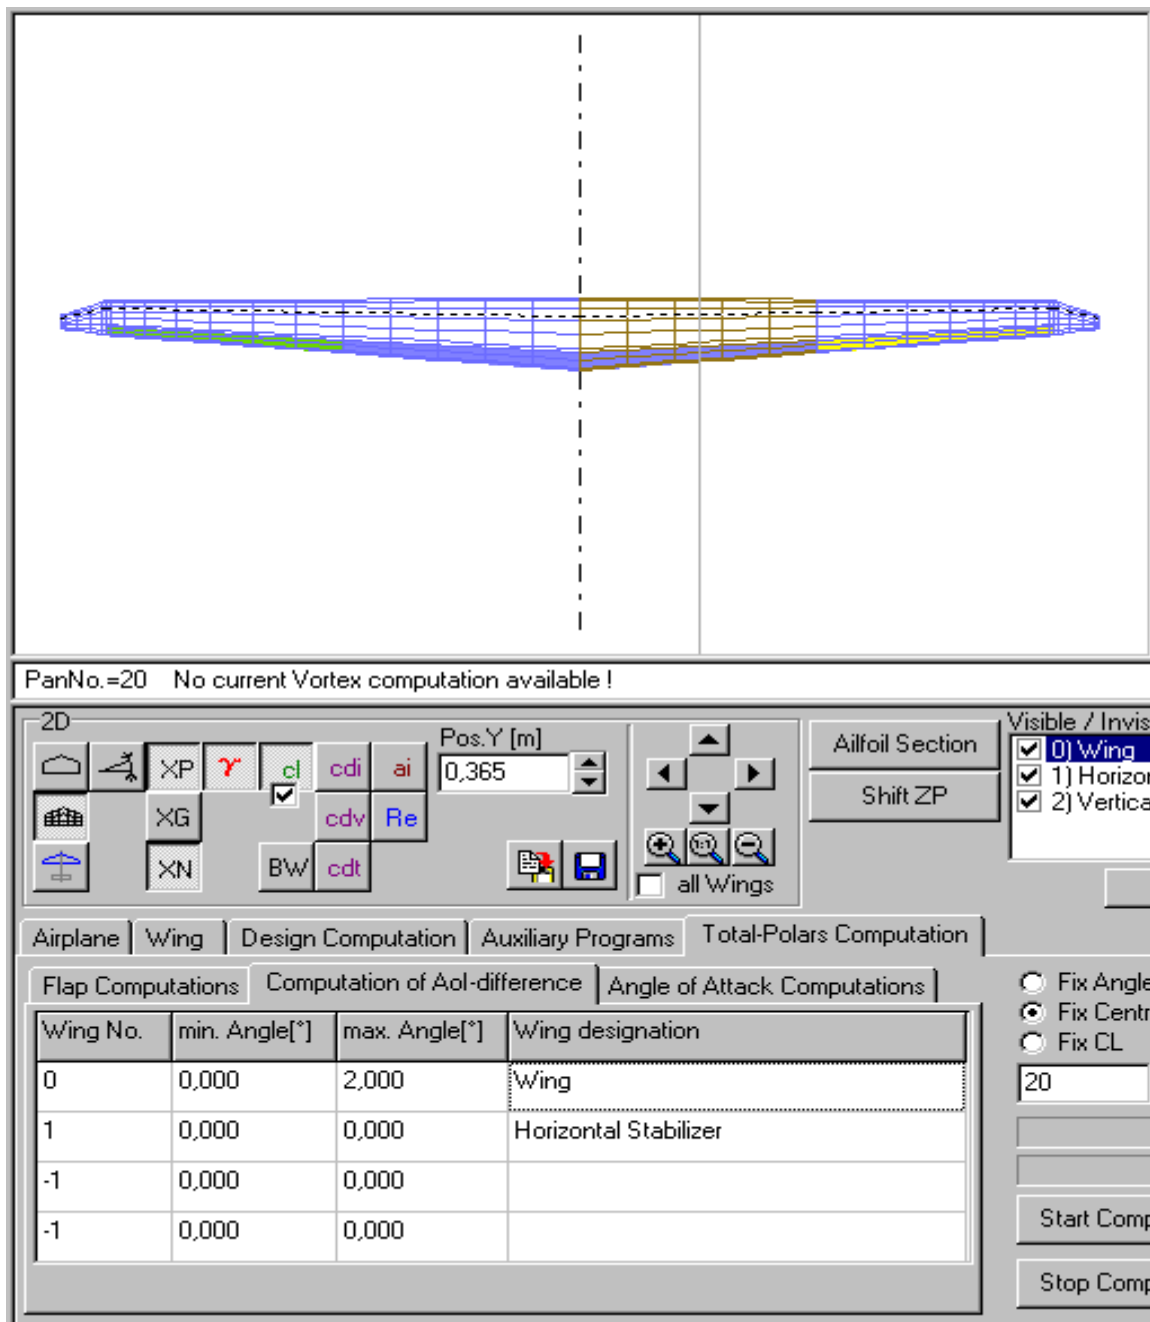 PanNo.=20 No current Vortex computation available !
2D
Pos.Y [m]
Visible / Invis
XP γ cl cdi ai
0,365
Ailfoil Section
0) Wing
1) Horizor
2) Vertica
XG cdv Re
Shift ZP
XN BW cdt
1:1
all Wings
Airplane Wing Design Computation Auxiliary Programs Total-Polars Computation
Flap Computations Computation of AoI-difference Angle of Attack Computations
Fix Angle
Fix Centr
Fix CL
20
Wing No. min. Angle[°] max. Angle[°] Wing designation
0 0,000 2,000 Wing
1 0,000 0,000 Horizontal Stabilizer
-1 0,000 0,000
-1 0,000 0,000
Start Comp
Stop Comp